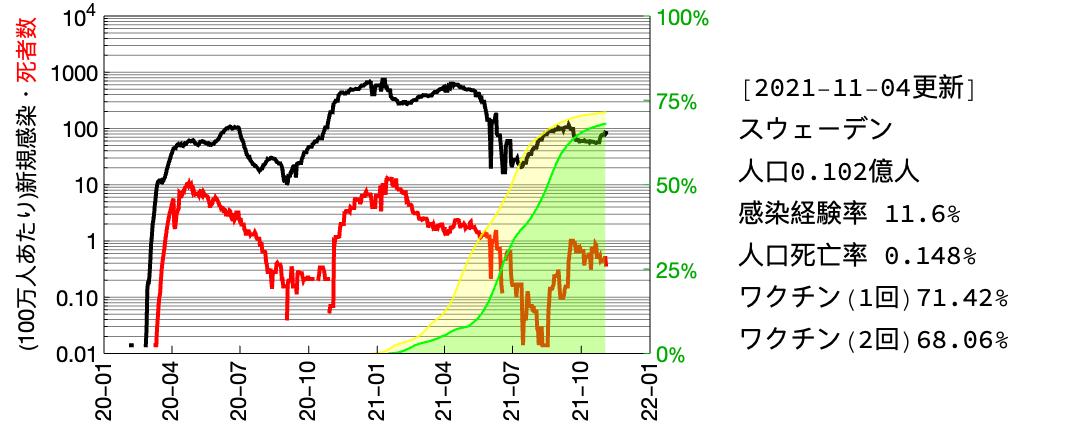 (100万人あたり)新規感染・死者数
10^4
1000
100
10
1
0.10
0.01
100%
75%
50%
25%
0%
20-01
20-04
20-07
20-10
21-01
21-04
21-07
21-10
22-01
[2021-11-04更新]
スウェーデン
人口0.102億人
感染経験率 11.6%
人口死亡率 0.148%
ワクチン(1回)71.42%
ワクチン(2回)68.06%